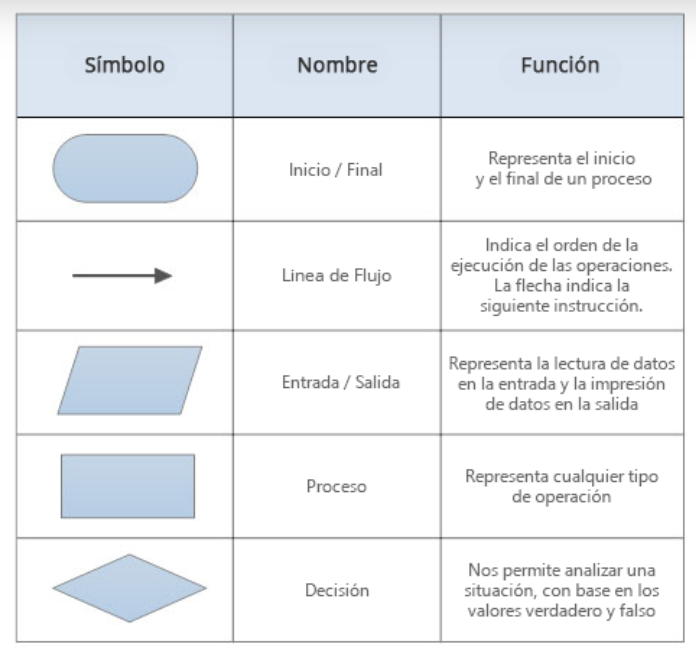 Símbolo
Nombre
Función
Inicio / Final
Representa el inicio
y el final de un proceso
Linea de Flujo
Indica el orden de la
ejecución de las operaciones.
La flecha indica la
siguiente instrucción.
Entrada / Salida
Representa la lectura de datos
en la entrada y la impresión
de datos en la salida
Proceso
Representa cualquier tipo
de operación
Decisión
Nos permite analizar una
situación, con base en los
valores verdadero y falso